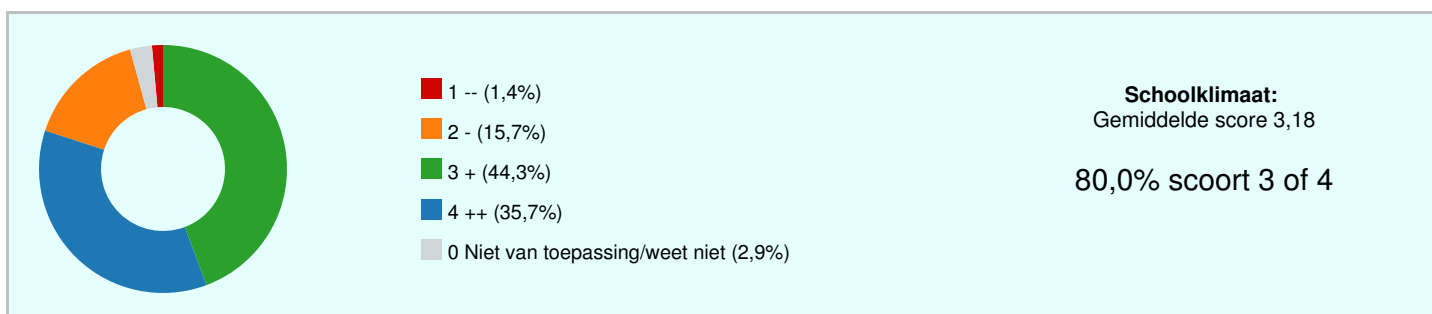 1 -- (1,4%)
2 - (15,7%)
3 + (44,3%)
4 ++ (35,7%)
0 Niet van toepassing/weet niet (2,9%)
Schoolklimaat:
Gemiddelde score 3,18
80,0% scoort 3 of 4